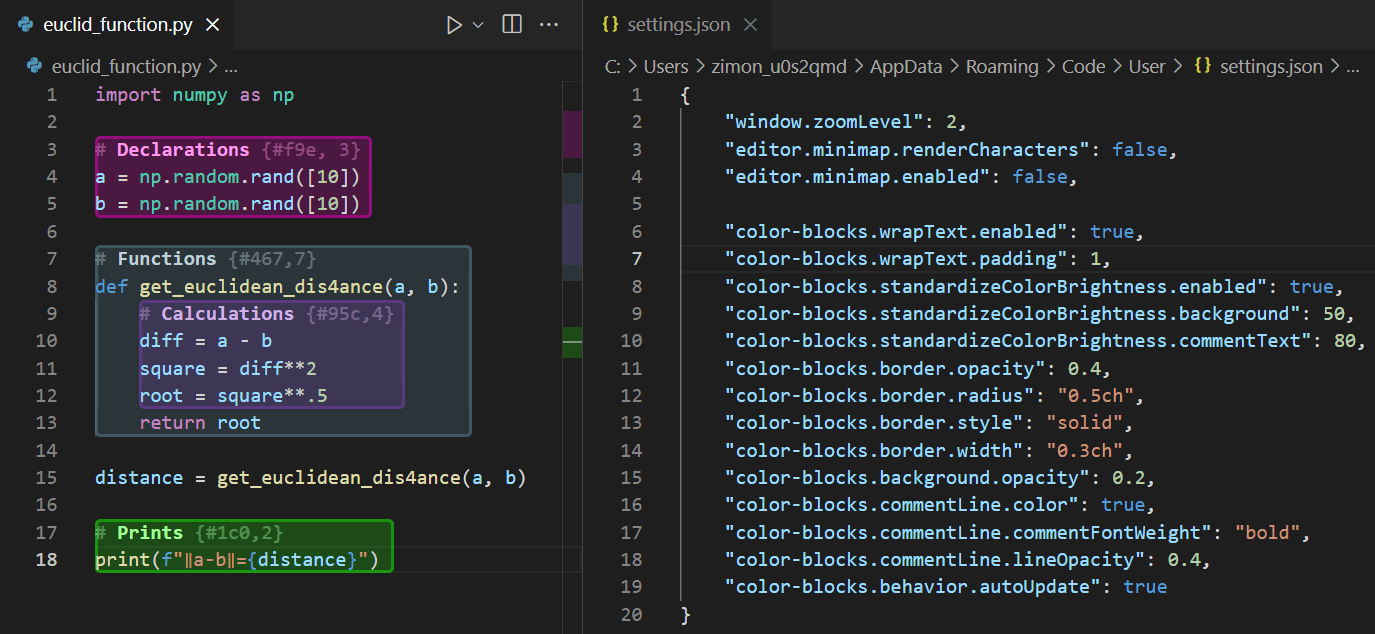 euclid_function.py
euclid_function.py > ...
1 import numpy as np
2
3 # Declarations {#f9e, 3}
4 a = np.random.rand([10])
5 b = np.random.rand([10])
6
7 # Functions {#467,7}
8 def get_euclidean_dis4ance(a, b):
9     # Calculations {#95c,4}
10     diff = a - b
11     square = diff**2
12     root = square**.5
13     return root
14
15 distance = get_euclidean_dis4ance(a, b)
16
17 # Prints {#1c0,2}
18 print(f"‖a-b‖={distance}")
{} settings.json
C: > Users > zimon_u0s2qmd > AppData > Roaming > Code > User > {} settings.json > ...
1 {
2     "window.zoomLevel": 2,
3     "editor.minimap.renderCharacters": false,
4     "editor.minimap.enabled": false,
5
6     "color-blocks.wrapText.enabled": true,
7     "color-blocks.wrapText.padding": 1,
8     "color-blocks.standardizeColorBrightness.enabled": true,
9     "color-blocks.standardizeColorBrightness.background": 50,
10     "color-blocks.standardizeColorBrightness.commentText": 80,
11     "color-blocks.border.opacity": 0.4,
12     "color-blocks.border.radius": "0.5ch",
13     "color-blocks.border.style": "solid",
14     "color-blocks.border.width": "0.3ch",
15     "color-blocks.background.opacity": 0.2,
16     "color-blocks.commentLine.color": true,
17     "color-blocks.commentLine.commentFontWeight": "bold",
18     "color-blocks.commentLine.lineOpacity": 0.4,
19     "color-blocks.behavior.autoUpdate": true
20 }